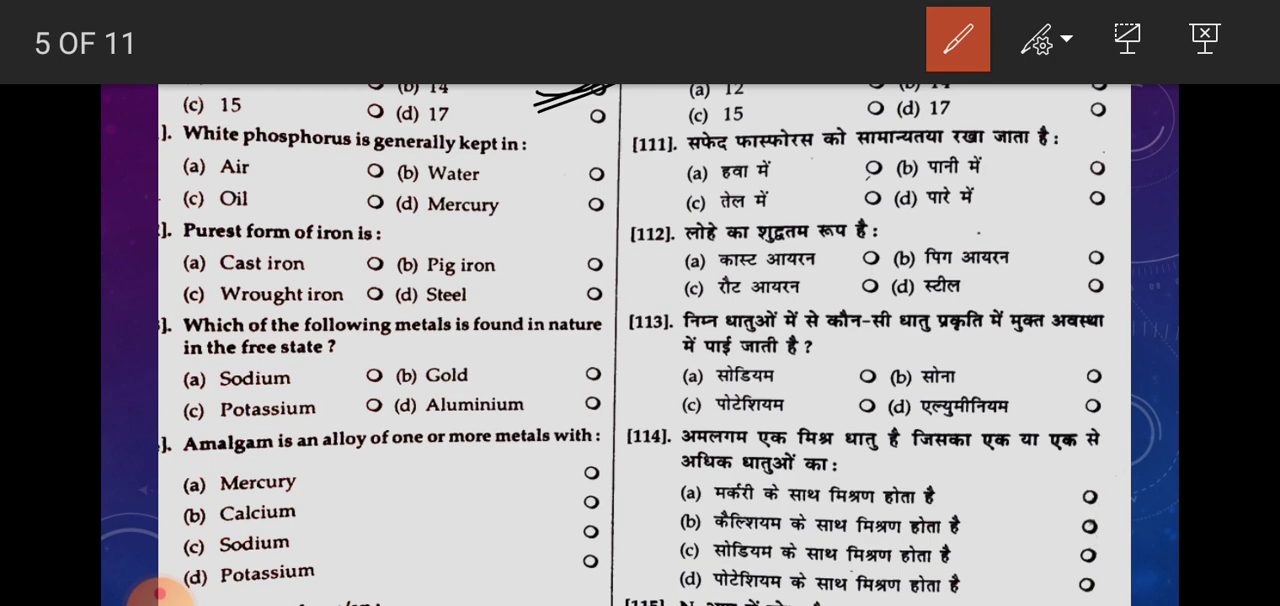 5 OF 11
(b) 14
(c) 15
(d) 17
]. White phosphorus is generally kept in :
(a) Air
(b) Water
(c) Oil
(d) Mercury
]. Purest form of iron is :
(a) Cast iron
(b) Pig iron
(c) Wrought iron
(d) Steel
]. Which of the following metals is found in nature
in the free state ?
(a) Sodium
(b) Gold
(c) Potassium
(d) Aluminium
]. Amalgam is an alloy of one or more metals with :
(a) Mercury
(b) Calcium
(c) Sodium
(d) Potassium
(a) 12
(b) 14
(c) 15
(d) 17
[111]. सफेद फास्फोरस को सामान्यतया रखा जाता है :
(a) हवा में
(b) पानी में
(c) तेल में
(d) पारे में
[112]. लोहे का शुद्धतम रूप है :
(a) कास्ट आयरन
(b) पिग आयरन
(c) रौट आयरन
(d) स्टील
[113]. निम्न धातुओं में से कौन-सी धातु प्रकृति में मुक्त अवस्था
में पाई जाती है ?
(a) सोडियम
(b) सोना
(c) पोटेशियम
(d) एल्युमीनियम
[114]. अमलगम एक मिश्र धातु है जिसका एक या एक से
अधिक धातुओं का :
(a) मर्करी के साथ मिश्रण होता है
(b) कैल्शियम के साथ मिश्रण होता है
(c) सोडियम के साथ मिश्रण होता है
(d) पोटेशियम के साथ मिश्रण होता है
[115].